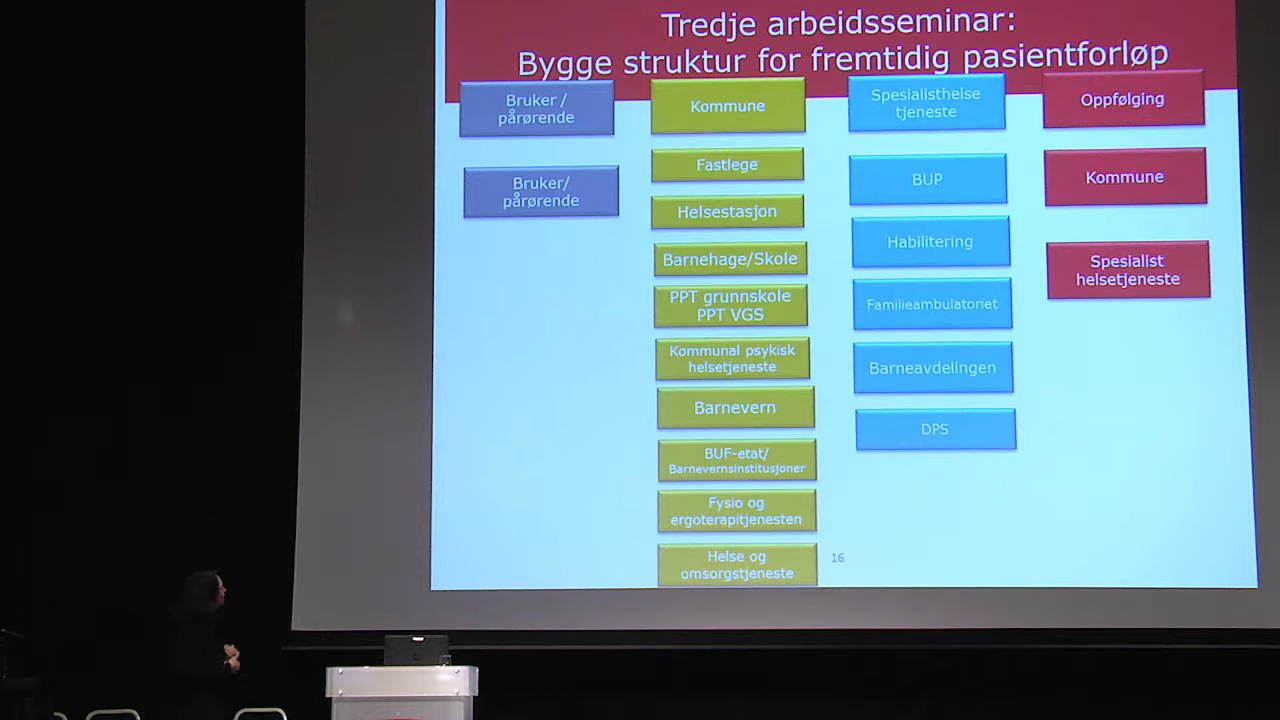 Tredje arbeidsseminar:
Bygge struktur for fremtidig pasientforløp
Bruker /
pårørende
Bruker/
pårørende
Kommune
Fastlege
Helsestasjon
Barnehage/Skole
PPT grunnskole
PPT VGS
Kommunal psykisk
helsetjeneste
Barnevern
BUF-etat/
Barnevernsinstitusjoner
Fysio og
ergoterapitjenesten
Helse og
omsorgstjeneste
Spesialisthelse
tjeneste
BUP
Habilitering
Familieambulatoriet
Barneavdelingen
DPS
Oppfølging
Kommune
Spesialist
helsetjeneste
16